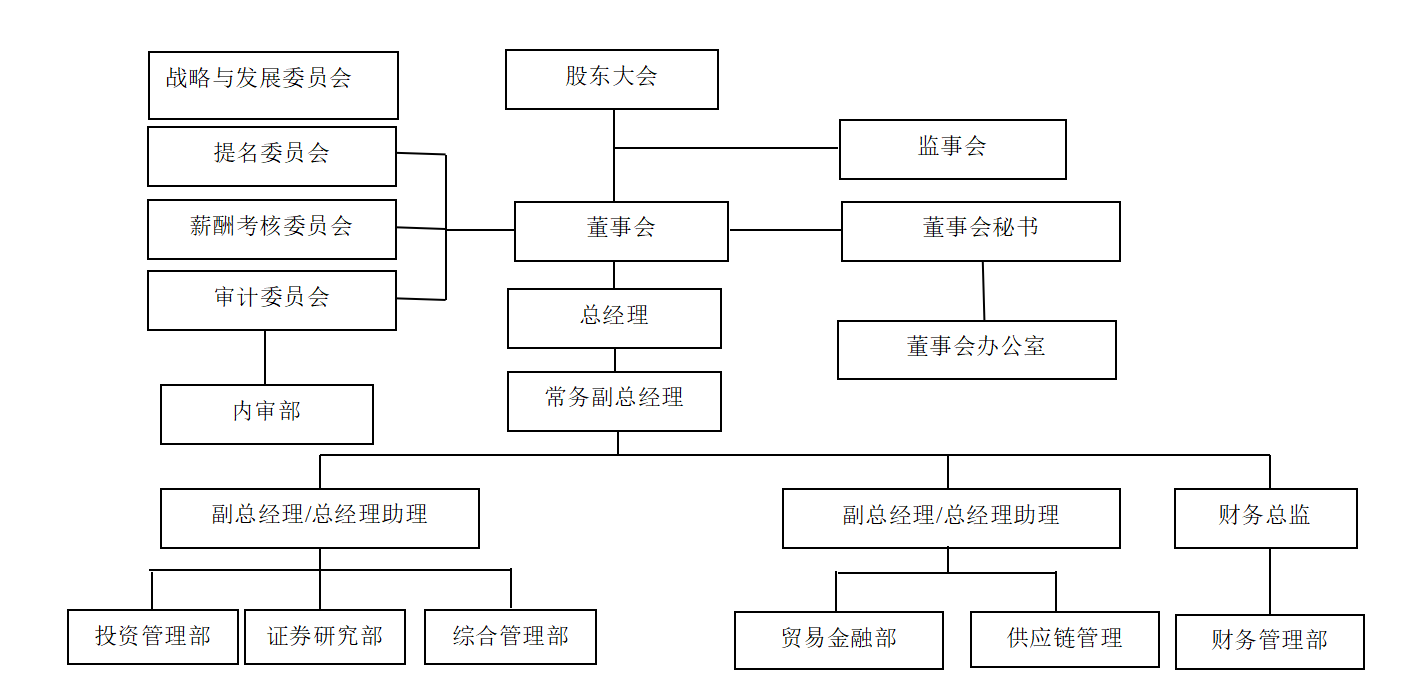 战略与发展委员会
股东大会
提名委员会
监事会
薪酬考核委员会
董事会
董事会秘书
审计委员会
总经理
董事会办公室
内审部
常务副总经理
副总经理/总经理助理
副总经理/总经理助理
财务总监
投资管理部
证券研究部
综合管理部
贸易金融部
供应链管理
财务管理部